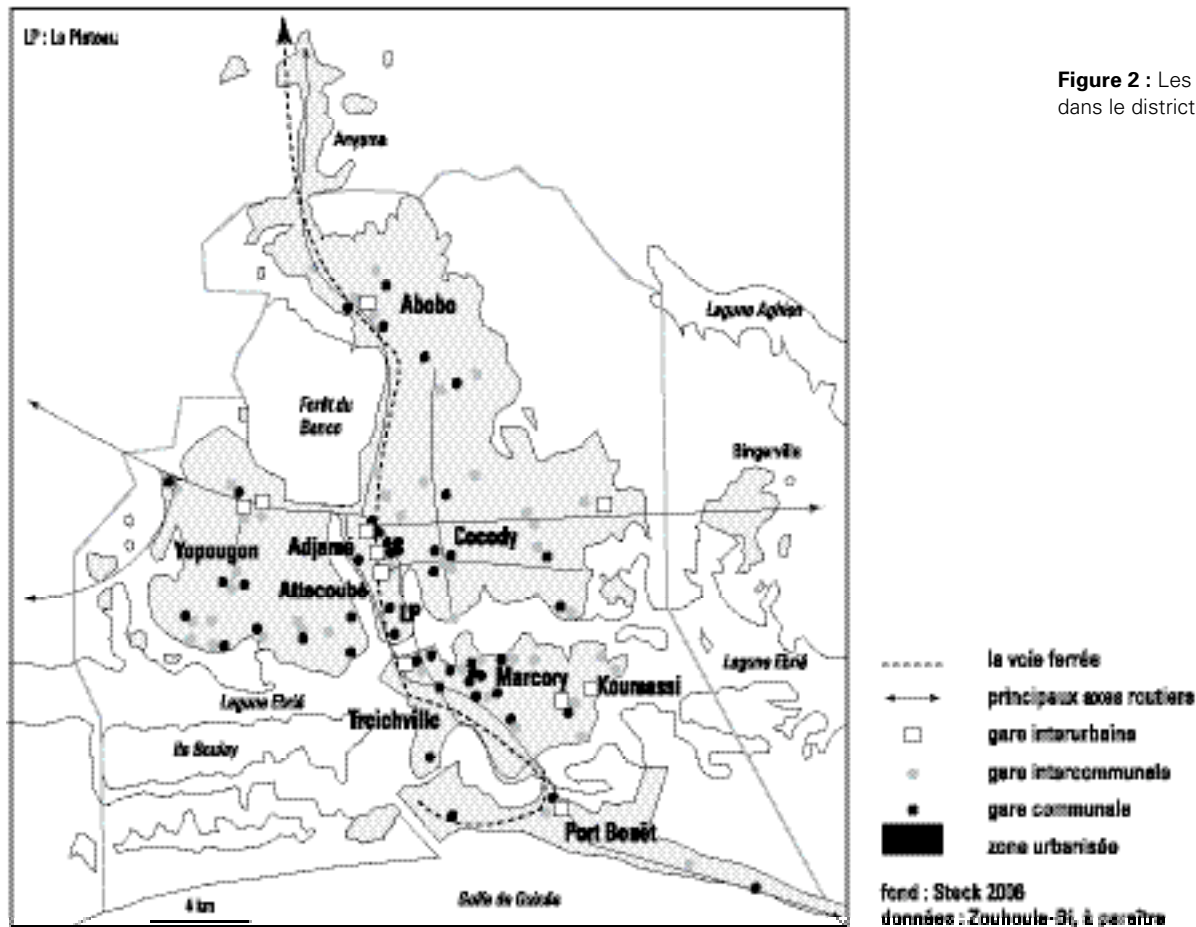 LP : Le Plateau
Figure 2 : Les
dans le district
Anyama
Abobo
Lagune Aghien
Forêt du
Banco
Bingerville
Yopougon
Adjamé
Cocody
Attécoubé
LP
Marcory
Koumassi
Lagune Ebrié
Lagune Ebrié
Treichville
Ile Boulay
Port Bouët
Golfe de Guinée
4 km
la voie ferrée
principaux axes routiers
gare interurbaine
gare intercommunale
gare communale
zone urbanisée
fond : Steck 2006
données : Zouhoula-Bi, à paraître